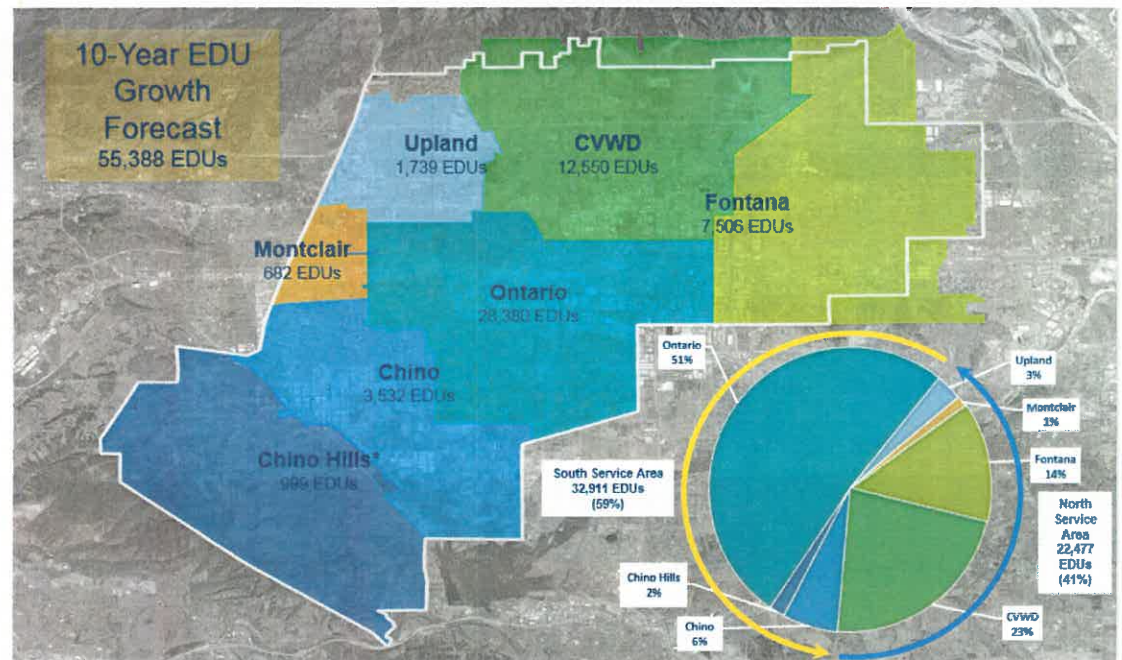 10-Year EDU
Growth
Forecast
55,388 EDUs
Upland
1,739 EDUs
CVWD
12,550 EDUs
Fontana
7,506 EDUs
Montclair
682 EDUs
Ontario
28,380 EDUs
Chino
3,532 EDUs
Chino Hills*
999 EDUs
Ontario
51%
Upland
3%
Montclair
1%
Fontana
14%
South Service Area
32,911 EDUs
(59%)
North
Service
Area
22,477
EDUs
(41%)
Chino Hills
2%
Chino
6%
CVWD
23%